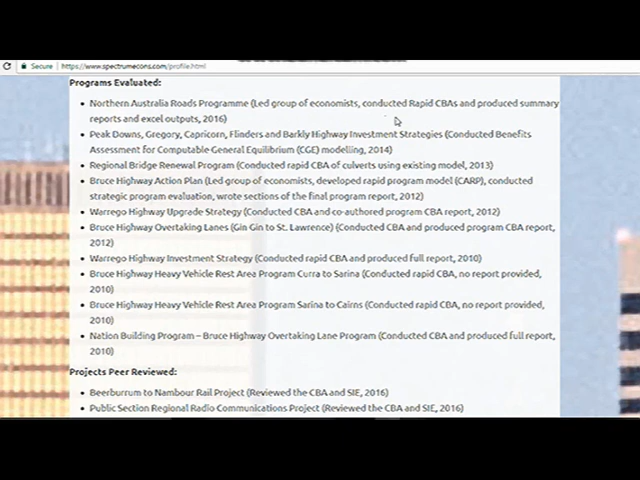 Secure https://www.spectrumecons.com/profile.html
Programs Evaluated:
• Northern Australia Roads Programme (Led group of economists, conducted Rapid CBAs and produced summary
reports and excel outputs, 2016)
• Peak Downs, Gregory, Capricorn, Flinders and Barkly Highway Investment Strategies (Conducted Benefits
Assessment for Computable General Equilibrium (CGE) modelling, 2014)
• Regional Bridge Renewal Program (Conducted rapid CBA of culverts using existing model, 2013)
• Bruce Highway Action Plan (Led group of economists, developed rapid program model (CARP), conducted
strategic program evaluation, wrote sections of the final program report, 2012)
• Warrego Highway Upgrade Strategy (Conducted CBA and co-authored program CBA report, 2012)
• Bruce Highway Overtaking Lanes (Gin Gin to St. Lawrence) (Conducted CBA and produced program CBA report,
2012)
• Warrego Highway Investment Strategy (Conducted rapid CBA and produced full report, 2010)
• Bruce Highway Heavy Vehicle Rest Area Program Curra to Sarina (Conducted rapid CBA, no report provided,
2010)
• Bruce Highway Heavy Vehicle Rest Area Program Sarina to Cairns (Conducted rapid CBA, no report provided,
2010)
• Nation Building Program – Bruce Highway Overtaking Lane Program (Conducted CBA and produced full report,
2010)
Projects Peer Reviewed:
• Beerburrum to Nambour Rail Project (Reviewed the CBA and SIE, 2016)
• Public Section Regional Radio Communications Project (Reviewed the CBA and SIE, 2016)